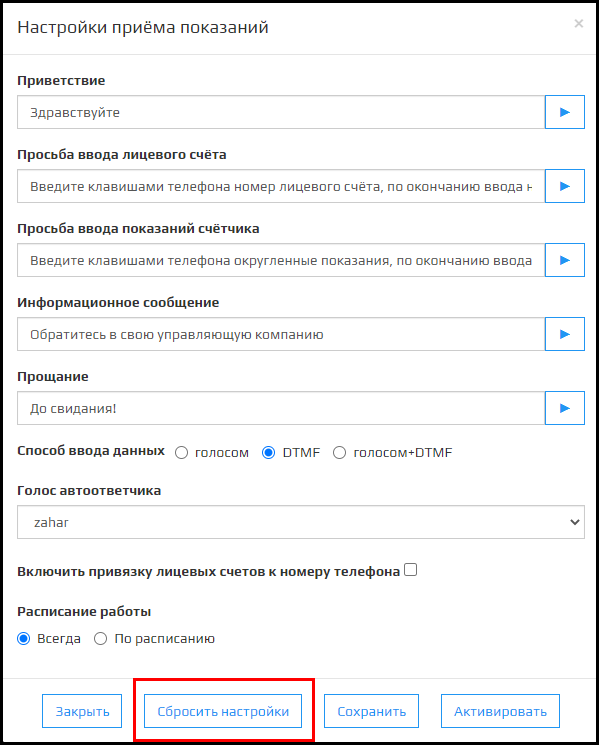 Настройки приёма показаний ×
Приветствие
Здравствуйте
Просьба ввода лицевого счёта
Введите клавишами телефона номер лицевого счёта, по окончанию ввода
Просьба ввода показаний счётчика
Введите клавишами телефона округленные показания, по окончанию ввода
Информационное сообщение
Обратитесь в свою управляющую компанию
Прощание
До свидания!
Способ ввода данных голосом DTMF голосом+DTMF
Голос автоответчика
zahar
Включить привязку лицевых счетов к номеру телефона
Расписание работы
Всегда По расписанию
Закрыть Сбросить настройки Сохранить Активировать